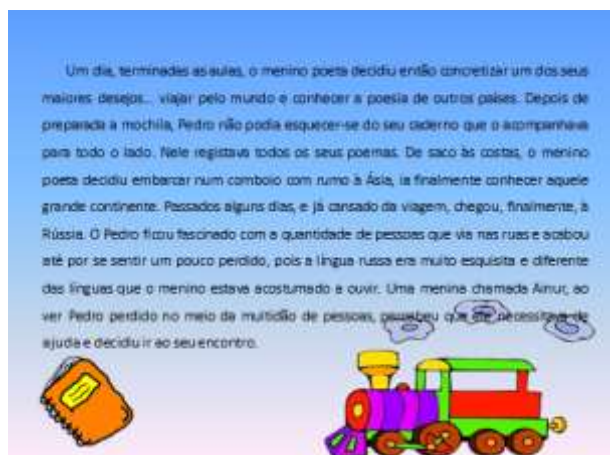 Um dia, terminadas as aulas, o menino poeta decidiu então concretizar um dos seus
maiores desejos... viajar pelo mundo e conhecer a poesia de outros países. Depois de
preparada a mochila, Pedro não podia esquecer-se do seu caderno que o acompanhava
para todo o lado. Nele registava todos os seus poemas. De saco às costas, o menino
poeta decidiu embarcar num comboio com rumo à Ásia, ia finalmente conhecer aquele
grande continente. Passados alguns dias, e já cansado da viagem, chegou, finalmente, à
Rússia. O Pedro ficou fascinado com a quantidade de pessoas que via nas ruas e acabou
até por se sentir um pouco perdido, pois a língua russa era muito esquisita e diferente
das línguas que o menino estava acostumado a ouvir. Uma menina chamada Ainur, ao
ver Pedro perdido no meio da multidão de pessoas, percebeu que ele necessitava de
ajuda e decidiu ir ao seu encontro.